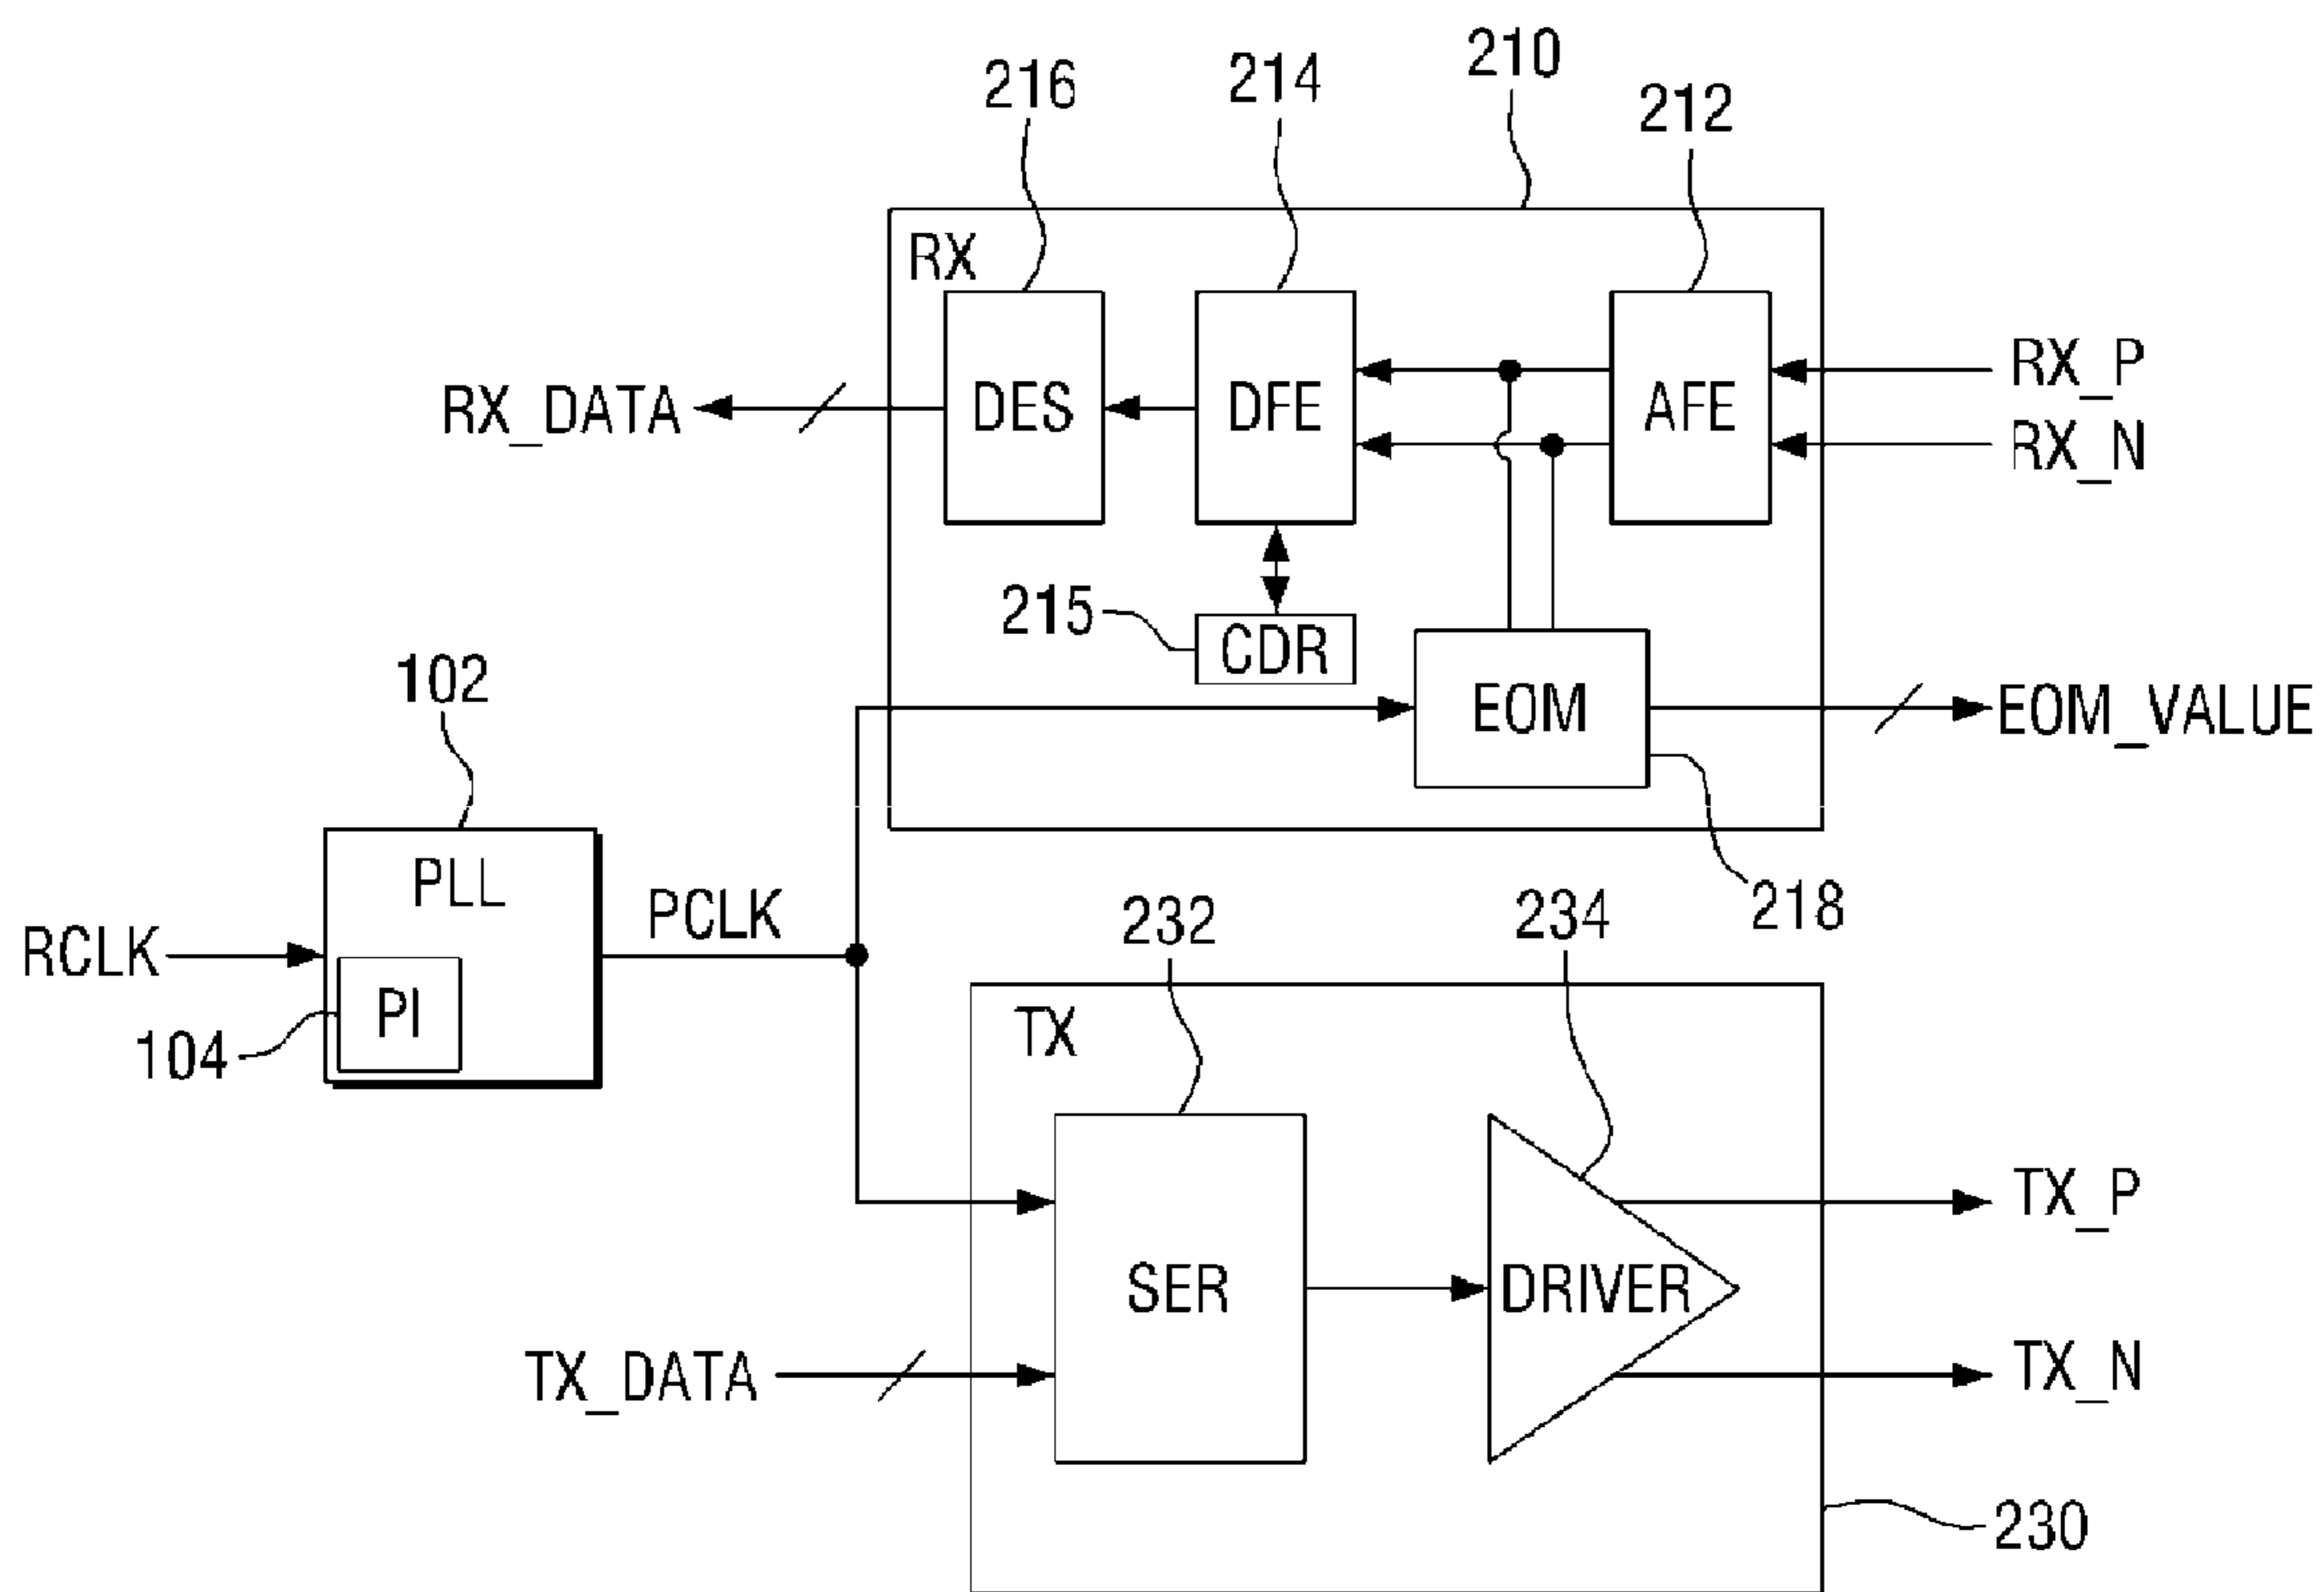 210
216
214
212
RX
RX_P
RX_DATA
DES
DFE
AFE
RX_N
215
CDR
102
EOM
EOM_VALUE
PLL
PCLK
232
234
218
RCLK
PI
TX
104
TX_P
SER
DRIVER
TX_DATA
TX_N
230